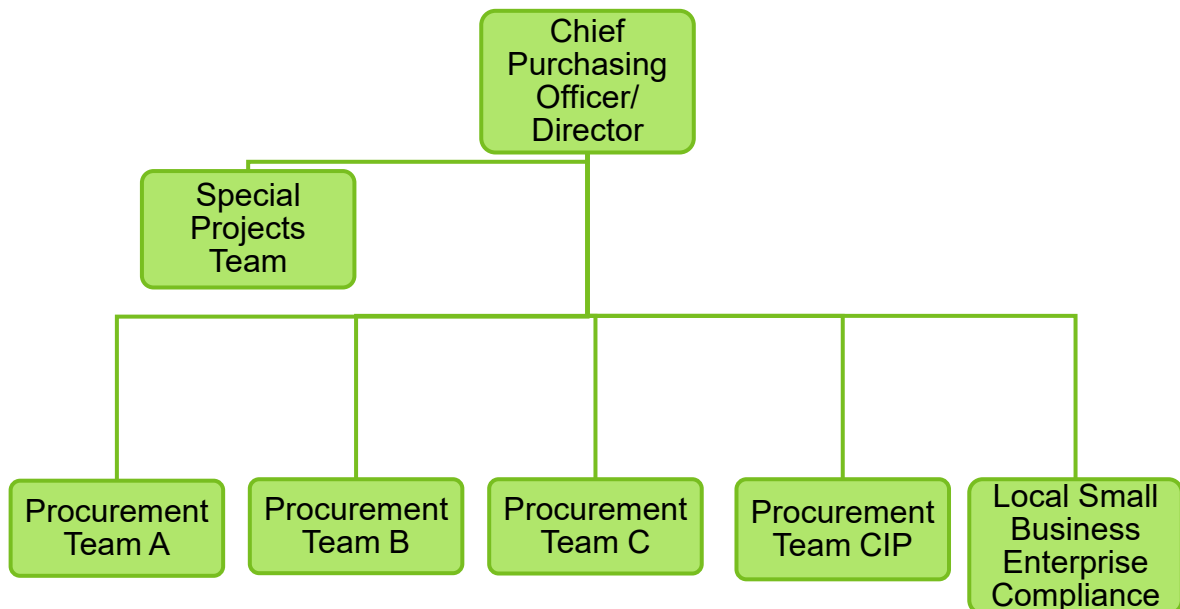 Chief
Purchasing
Officer/
Director
Special
Projects
Team
Procurement
Team A
Procurement
Team B
Procurement
Team C
Procurement
Team CIP
Local Small
Business
Enterprise
Compliance